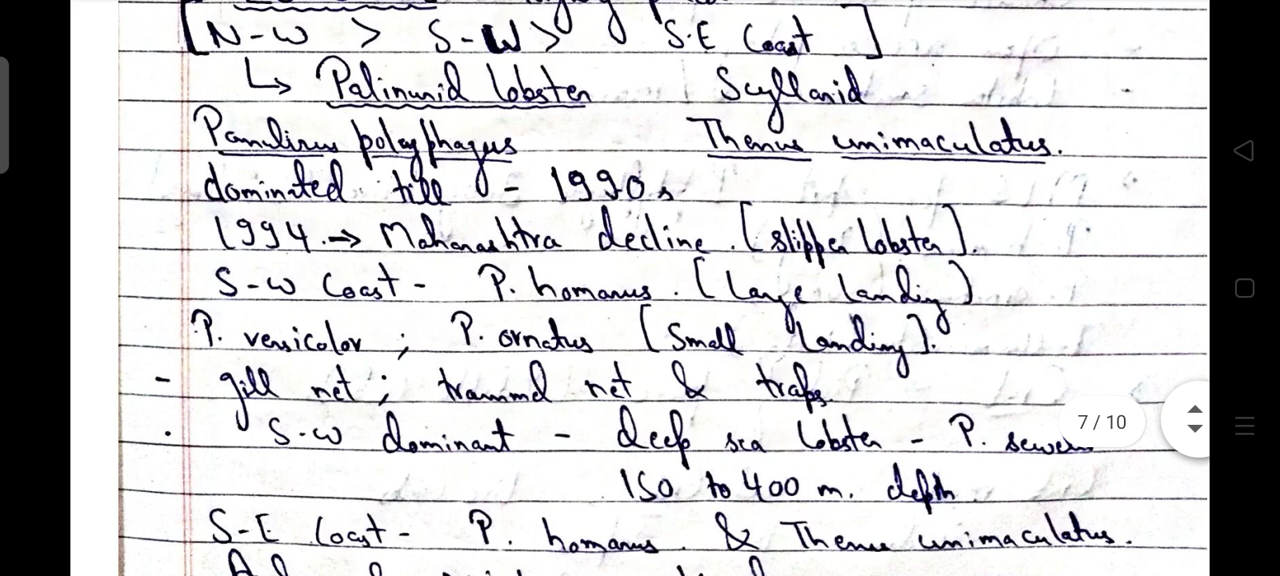 [N-W > S-W > S.E Coast]
↳ Palinurid lobster Scyllarid
Panulirus polyphagus Thenus unimaculatus.
dominated till - 1990s
1994 → Maharashtra decline. [slipper lobster].
S-W Coast - P. homarus. [large landing]
P. versicolor ; P. ornatus [Small landing].
- gill net ; trammel net & traps.
S-W dominant - deep sea lobster - P.
150 to 400 m. depth
S-E Coast - P. homarus. & Thenus unimaculatus.
7 / 10